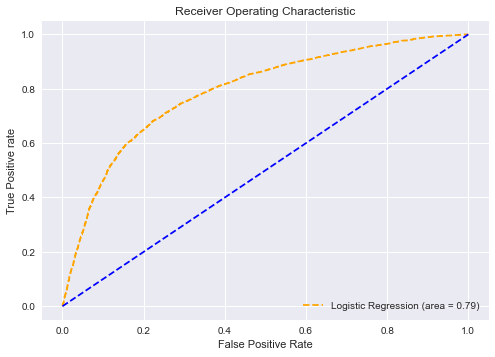 Receiver Operating Characteristic
True Positive rate
1.0
0.8
0.6
0.4
0.2
0.0
Logistic Regression (area = 0.79)
0.0 0.2 0.4 0.6 0.8 1.0
False Positive Rate